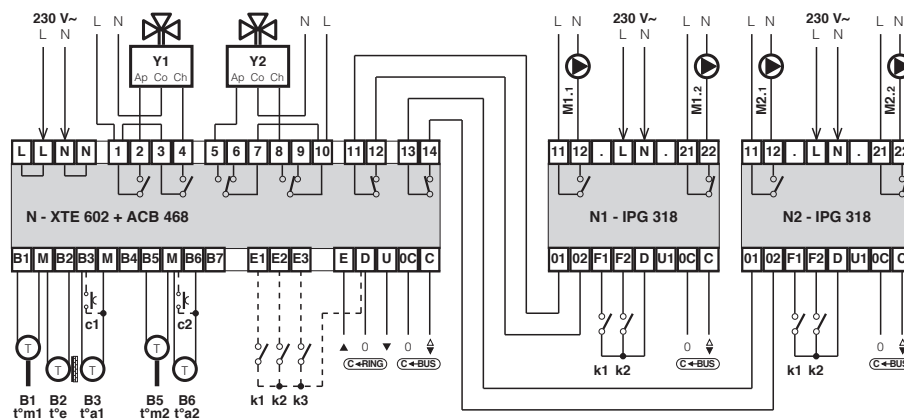 230 V~ L N N L 230 V~ L N L N 230 V~ L N
L N L N
Y1 Y2
Ap Co Ch Ap Co Ch
M1.1 M1.2 M2.1 M2.2
L L N N 1 2 3 4 5 6 7 8 9 10 11 12 13 14 11 12 . L N . 21 22 11 12 . L N . 21 22
N - XTE 602 + ACB 468 N1 - IPG 318 N2 - IPG 318
B1 M B2 B3 M B4 B5 M B6 B7 E1 E2 E3 E D U 0C C 01 02 F1 F2 D U1 0C C 01 02 F1 F2 D U1 0C C
c1 c2
0 0 0 0
C RING C BUS C BUS C BUS
T T T T T
k1 k2 k3 k1 k2 k1 k2
B1 B2 B3 B5 B6
t°m1 t°e t°a1 t°m2 t°a2